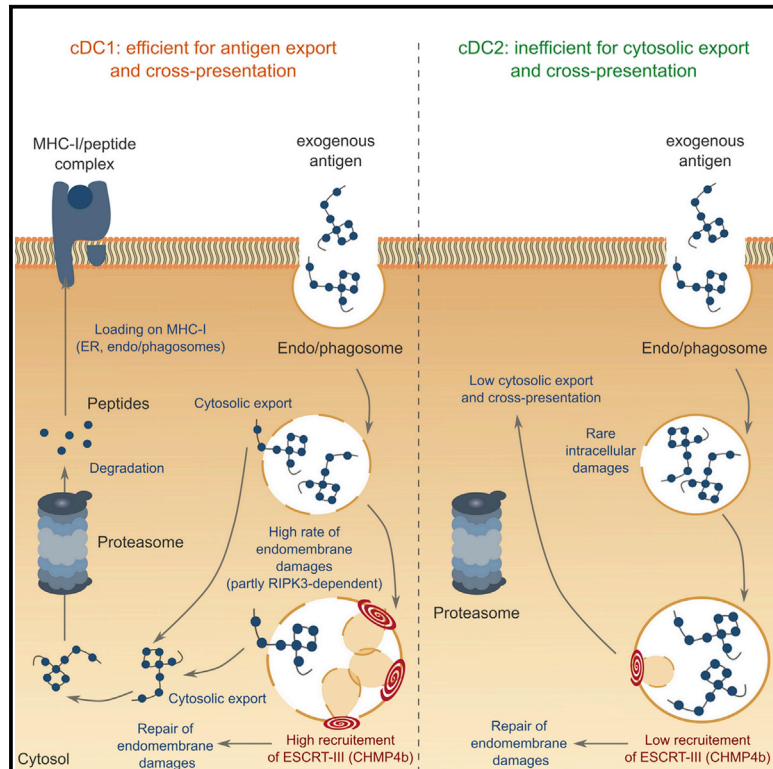 cDC1: efficient for antigen export
and cross-presentation
MHC-I/peptide
complex
exogenous
antigen
Loading on MHC-I
(ER, endo/phagosomes)
Endo/phagosome
Peptides
Cytosolic export
Degradation
Proteasome
High rate of
endomembrane
damages
(partly RIPK3-dependent)
Cytosolic export
Repair of
endomembrane
damages
High recruitement
of ESCRT-III (CHMP4b)
Cytosol
cDC2: inefficient for cytosolic export
and cross-presentation
exogenous
antigen
Endo/phagosome
Low cytosolic export
and cross-presentation
Rare
intracellular
damages
Proteasome
Repair of
endomembrane
damages
Low recruitement
of ESCRT-III (CHMP4b)